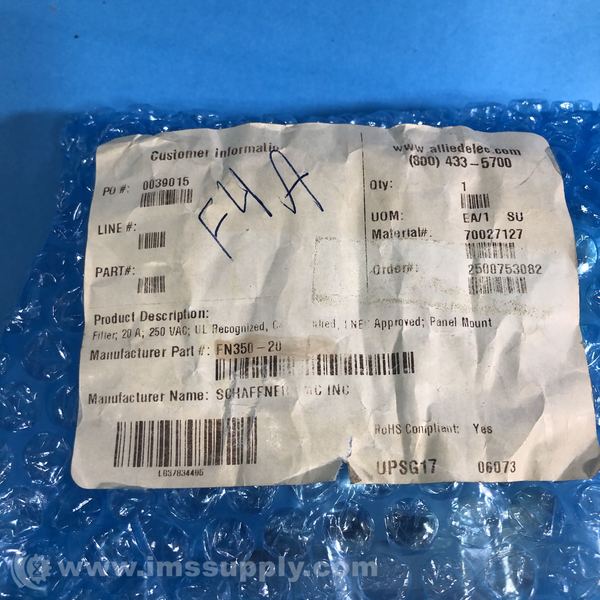 Customer Informatio
www.alliedelec.com
(800) 433-5700
PO #: 0039015
Qty: 1
F4A
LINE #:
UOM: EA/1 SU
Material#: 70027127
PART#:
Order#: 2500753082
Product Description:
Filter; 20 A; 250 VAC; UL Recognized, Approved; Panel Mount
Manufacturer Part #: FN350-20
Manufacturer Name: SCHAFFNER INC
RoHS Compliant: Yes
L037834495
UPSG17 06073
www.imssupply.com